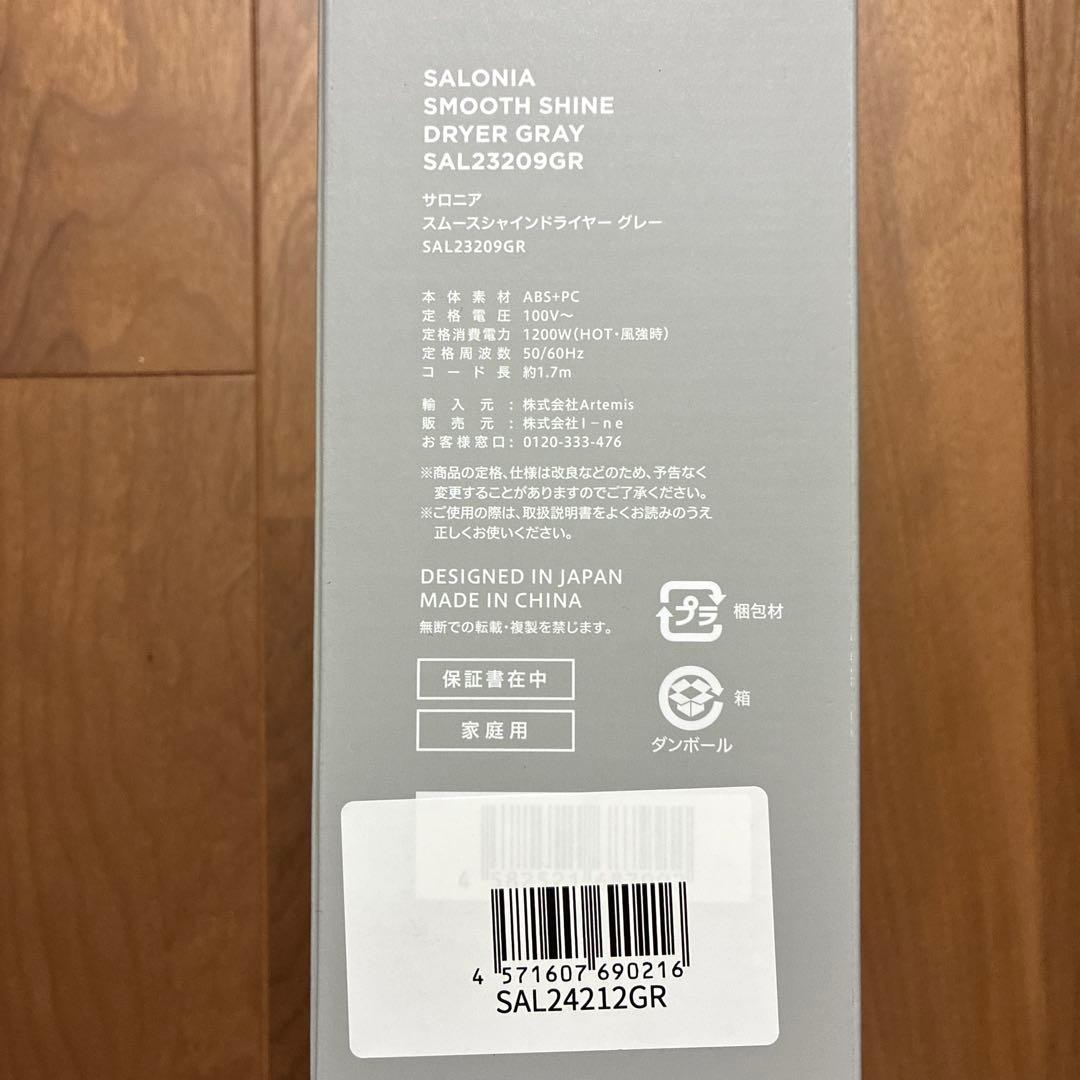 SALONIA
SMOOTH SHINE
DRYER GRAY
SAL23209GR
サロニア
スムースシャインドライヤー グレー
SAL23209GR
本体素材 ABS+PC
定格電圧 100V～
定格消費電力 1200W(HOT・風強時)
定格周波数 50/60Hz
コード長 約1.7m
輸入元：株式会社Artemis
販売元：株式会社I－ne
お客様窓口：0120-333-476
※商品の定格、仕様は改良などのため、予告なく
変更することがありますのでご了承ください。
※ご使用の際は、取扱説明書をよくお読みのうえ
正しくお使いください。
DESIGNED IN JAPAN
MADE IN CHINA
無断での転載・複製を禁じます。
プラ 梱包材
保証書在中
箱
家庭用
ダンボール
4 571607 690216
SAL24212GR